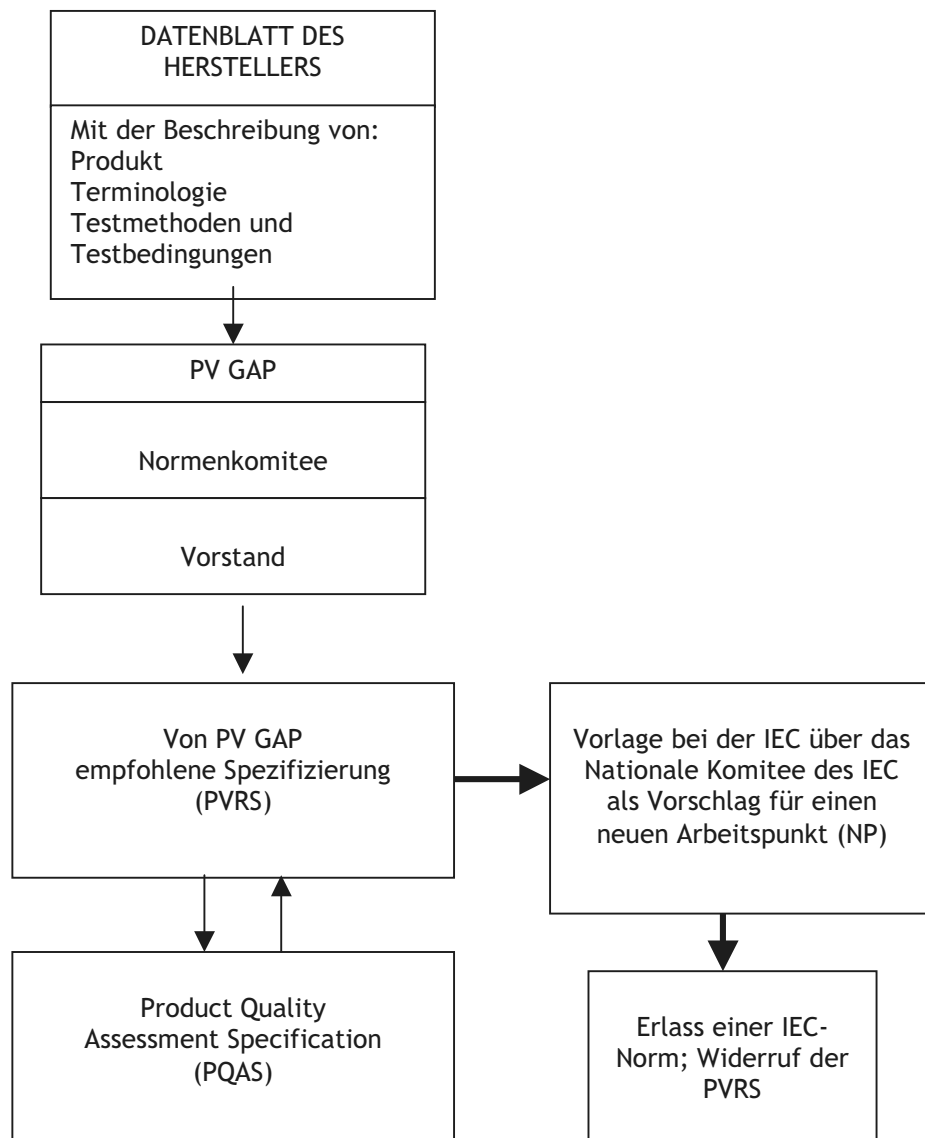 DATENBLATT DES
HERSTELLERS
Mit der Beschreibung von:
Produkt
Terminologie
Testmethoden und
Testbedingungen
PV GAP
Normenkomitee
Vorstand
Von PV GAP
empfohlene Spezifizierung
(PVRS)
Vorlage bei der IEC über das
Nationale Komitee des IEC
als Vorschlag für einen
neuen Arbeitspunkt (NP)
Product Quality
Assessment Specification
(PQAS)
Erlass einer IEC-
Norm; Widerruf der
PVRS